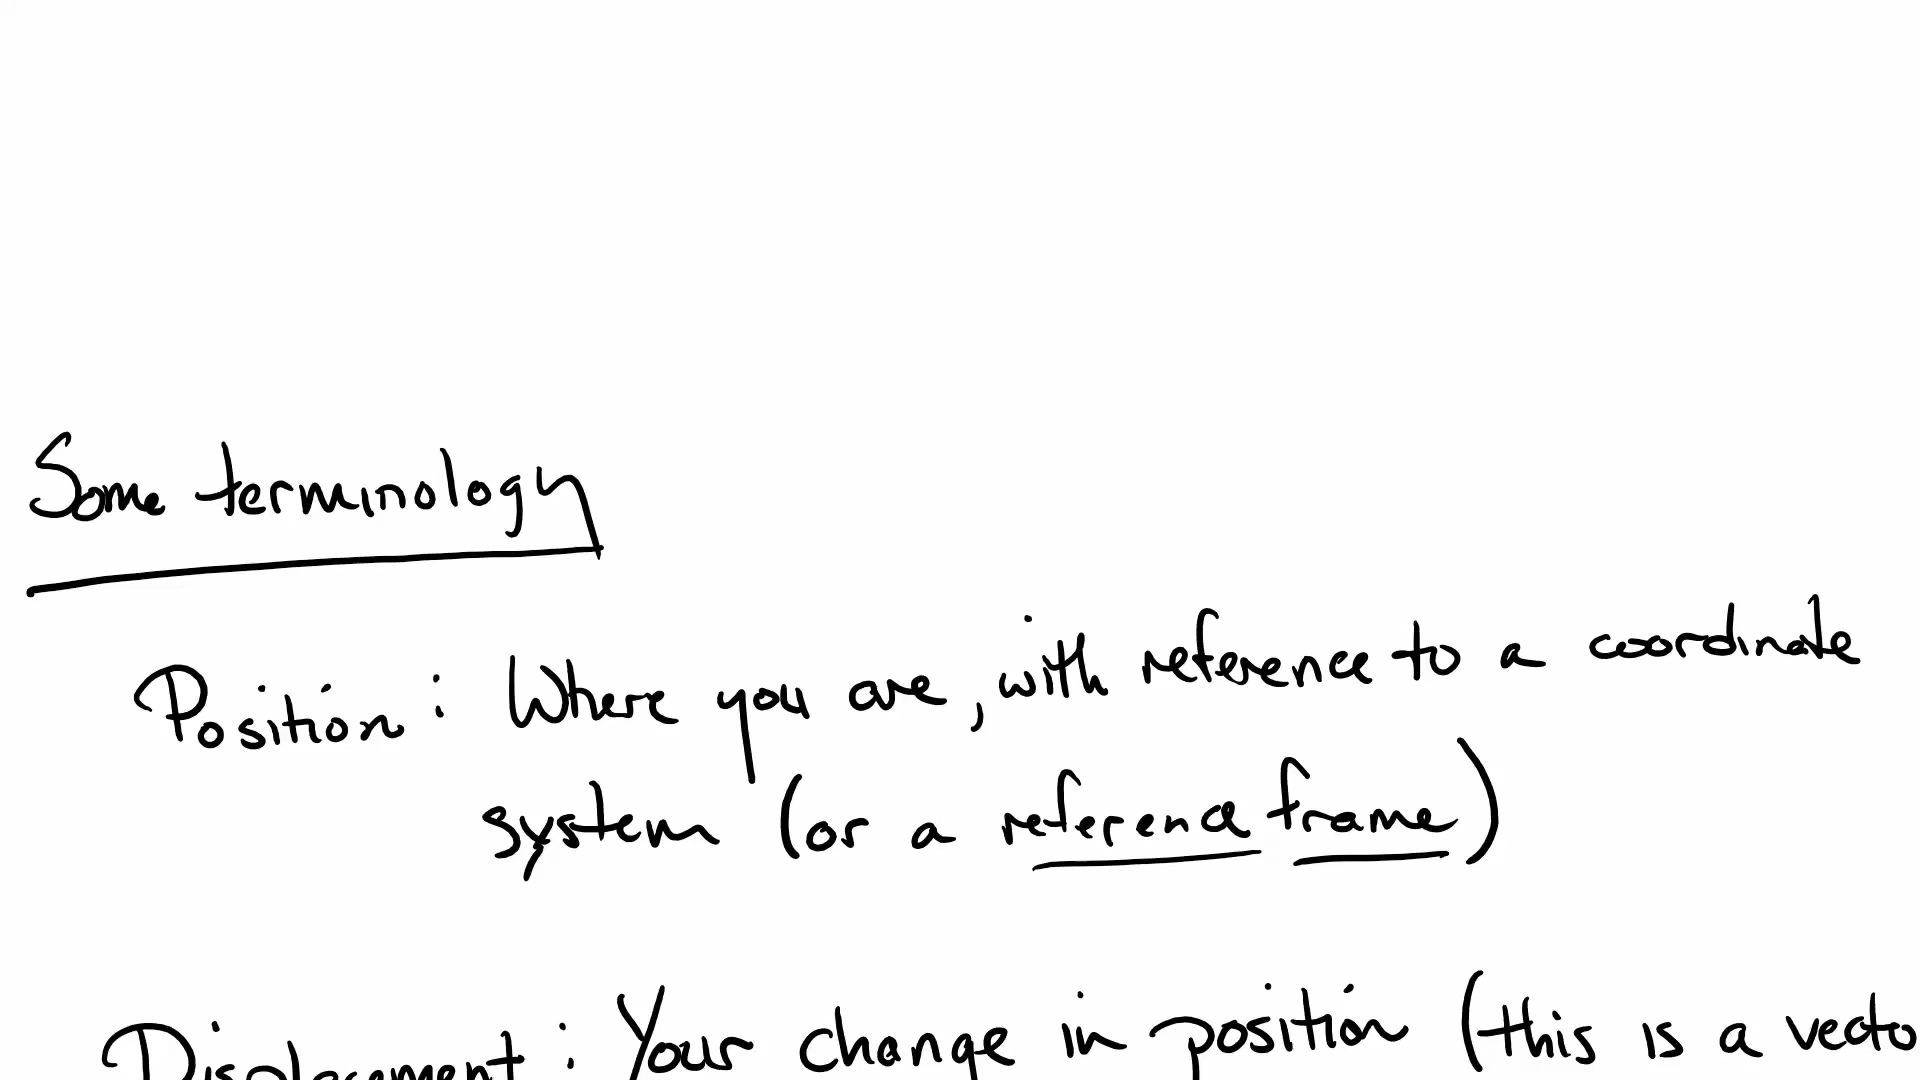 Some terminology
Position: Where you are, with reference to a coordinate
system (or a reference frame)
Displacement: Your change in position (this is a vecto